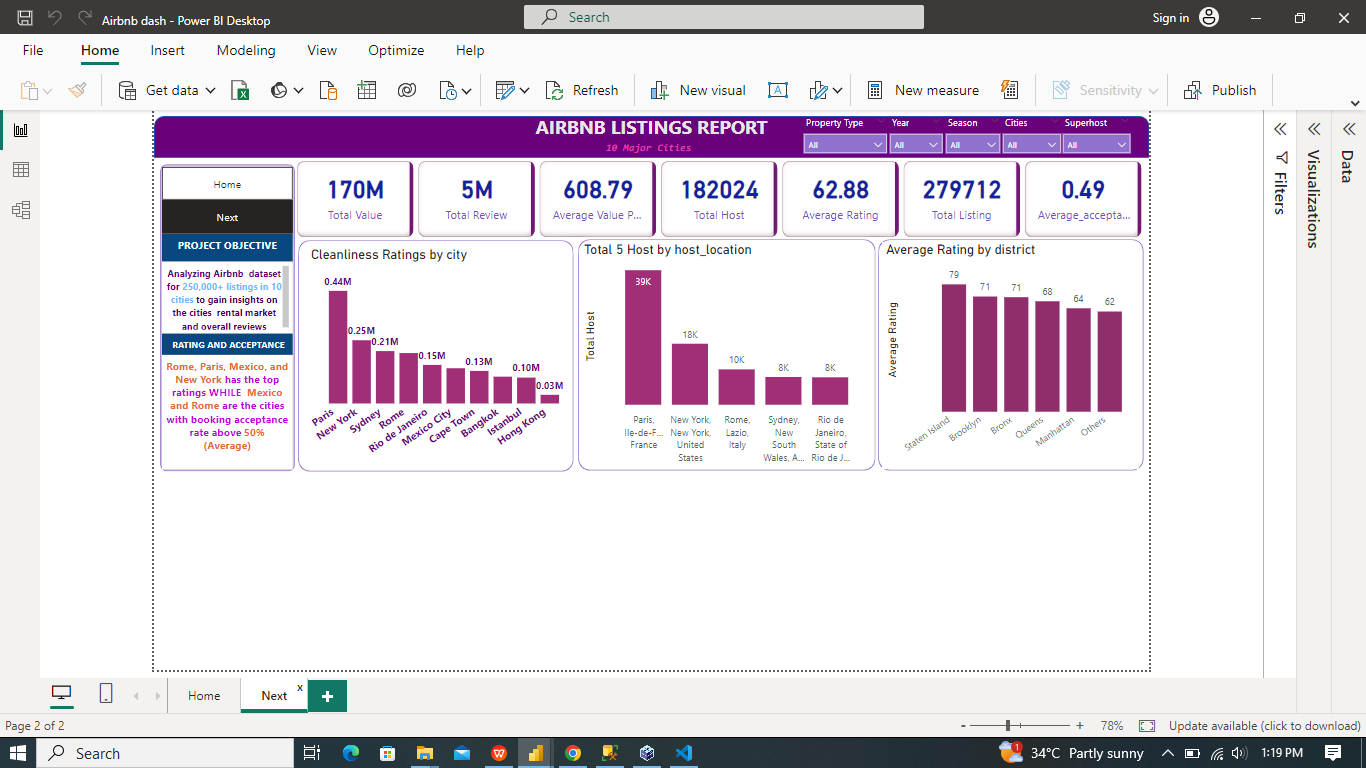 Airbnb dash - Power BI Desktop
Search
Sign in
File
Home
Insert
Modeling
View
Optimize
Help
Get data
Refresh
New visual
New measure
Sensitivity
Publish
AIRBNB LISTINGS REPORT
10 Major Cities
Property Type
Year
Season
Cities
Superhost
All
All
All
All
All
Home
Next
PROJECT OBJECTIVE
Analyzing Airbnb dataset
for 250,000+ listings in 10
cities to gain insights on
the cities rental market
and overall reviews
RATING AND ACCEPTANCE
Rome, Paris, Mexico, and
New York has the top
ratings WHILE Mexico
and Rome are the cities
with booking acceptance
rate above 50%
(Average)
170M
Total Value
5M
Total Review
608.79
Average Value P...
182024
Total Host
62.88
Average Rating
279712
Total Listing
0.49
Average_accepta...
Cleanliness Ratings by city
0.44M
0.25M
0.21M
0.15M
0.13M
0.10M
0.03M
Paris
New York
Sydney
Rome
Rio de Janeiro
Mexico City
Cape Town
Bangkok
Istanbul
Hong Kong
Total 5 Host by host_location
Total Host
39K
18K
10K
8K
8K
Paris,
Ile-de-F...
France
New York,
New York,
United
States
Rome,
Lazio,
Italy
Sydney,
New
South
Wales, A...
Rio de
Janeiro,
State of
Rio de J...
Average Rating by district
Average Rating
79
71
71
68
64
62
Staten Island
Brooklyn
Bronx
Queens
Manhattan
Others
Filters
Visualizations
Data
Home
Next
x
+
Page 2 of 2
-
+
78%
Update available (click to download)
Search
1
34°C Partly sunny
1:19 PM